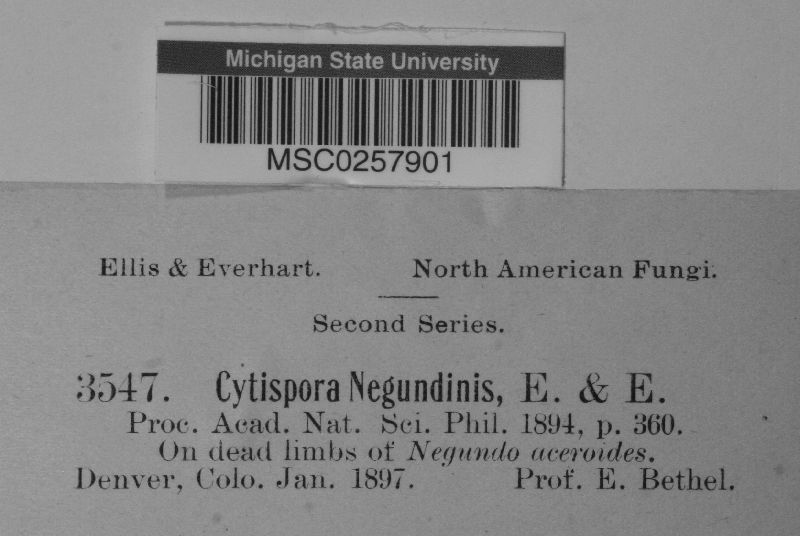 Michigan State University
MSC0257901
Ellis & Everhart. North American Fungi.
Second Series.
3547. Cytispora Negundinis, E. & E.
Proc. Acad. Nat. Sci. Phil. 1894, p. 360.
On dead limbs of Negundo aceroides.
Denver, Colo. Jan. 1897. Prof. E. Bethel.